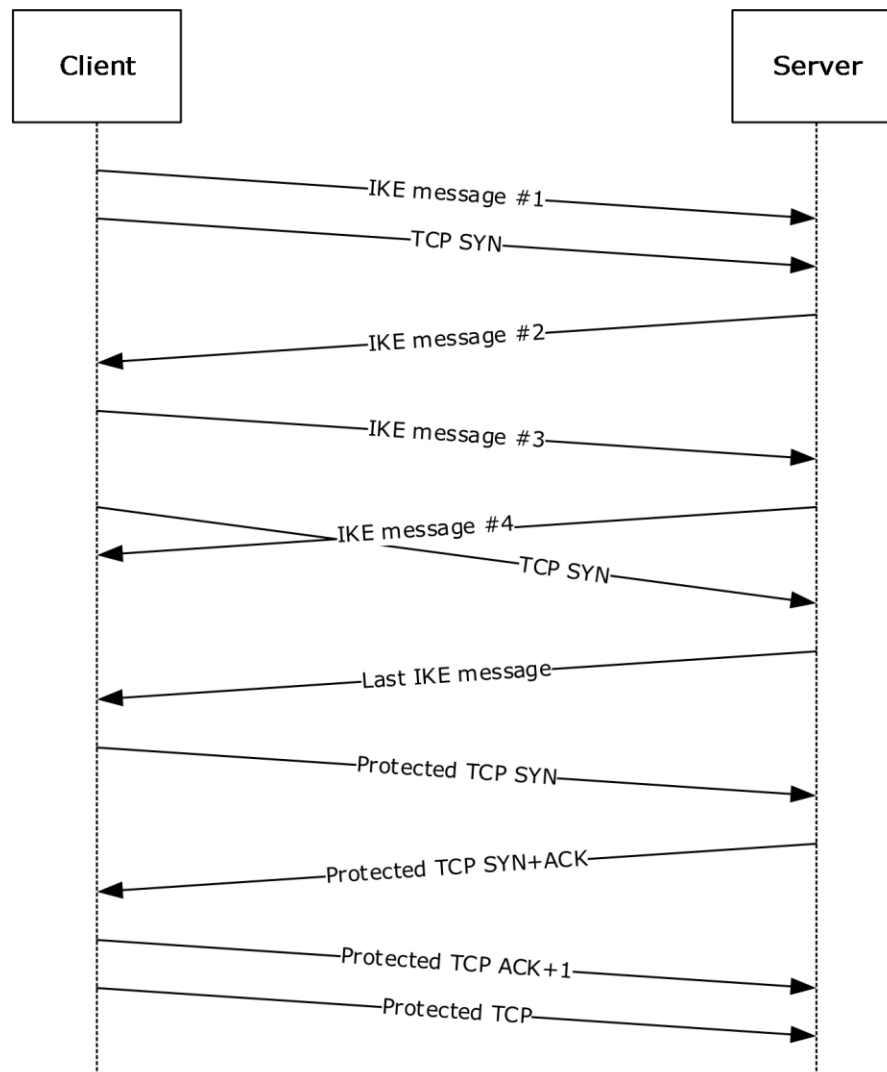 Client
Server
IKE message #1
TCP SYN
IKE message #2
IKE message #3
IKE message #4
TCP SYN
Last IKE message
Protected TCP SYN
Protected TCP SYN+ACK
Protected TCP ACK+1
Protected TCP